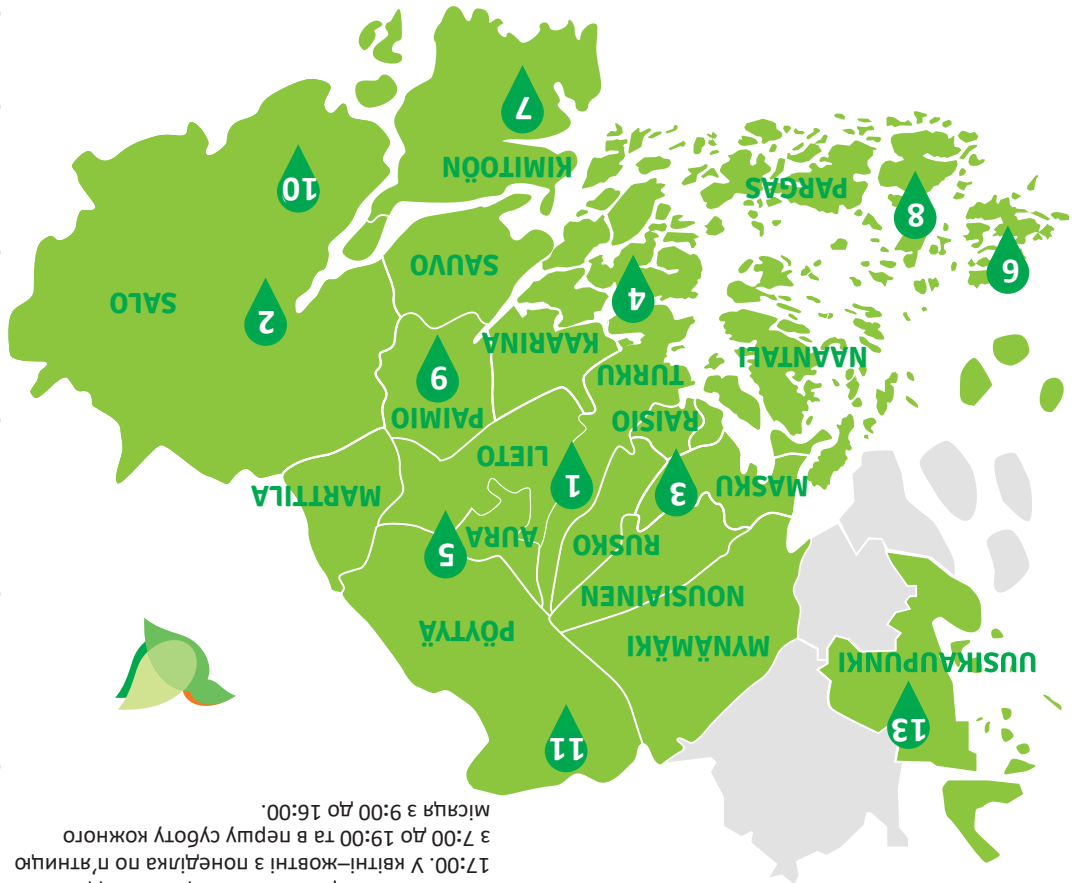 17:00. У квітні–жовтні з понеділка по п’ятницю
з 7:00 до 19:00 та в першу суботу кожного
місяця з 9:00 до 16:00.
11
13
UUSIKAUPUNKI
MYNÄMÄKI
PÖYTYÄ
NOUSIAINEN
5
RUSKO
AURA
MARTTILA
3
MASKU
1
LIETO
RAISIO
PAIMIO
9
TURKU
NAANTALI
KAARINA
2
SALO
4
6
SAUVO
8
PARGAS
10
KIMITOÖN
7